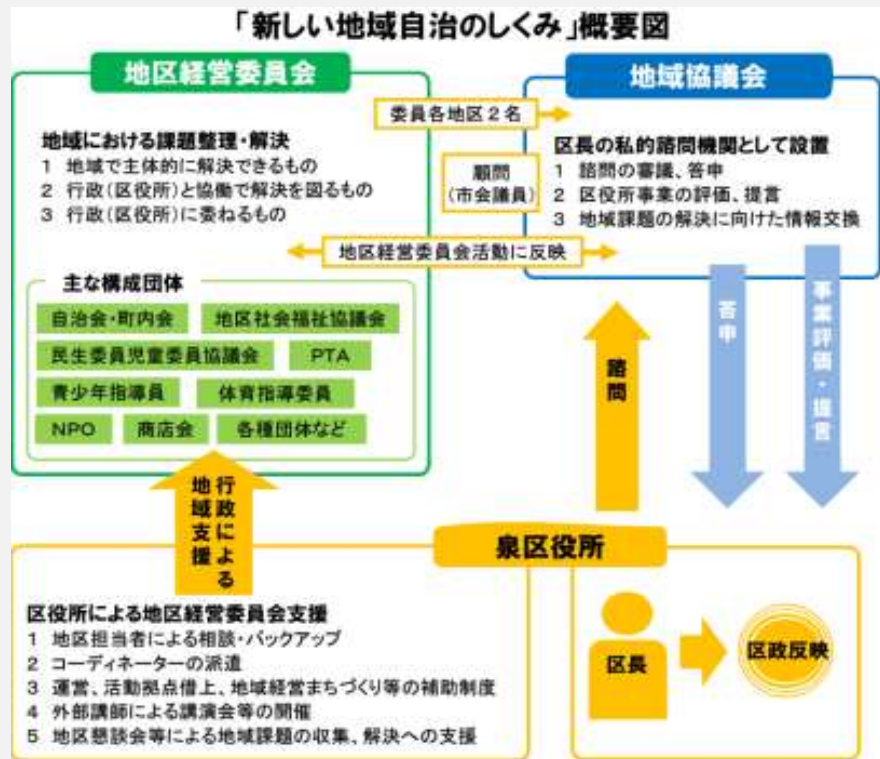 「新しい地域自治のしくみ」概要図
地区経営委員会
地域における課題整理・解決
1 地域で主体的に解決できるもの
2 行政(区役所)と協働で解決を図るもの
3 行政(区役所)に委ねるもの
主な構成団体
自治会・町内会
地区社会福祉協議会
民生委員児童委員協議会
PTA
青少年指導員
体育指導委員
NPO
商店会
各種団体など
委員各地区2名
顧問
(市会議員)
地区経営委員会活動に反映
地域協議会
区長の私的諮問機関として設置
1 諮問の審議、答申
2 区役所事業の評価、提言
3 地域課題の解決に向けた情報交換
行政による
地域支援
諮問
答申
事業評価・提言
泉区役所
区役所による地区経営委員会支援
1 地区担当者による相談・バックアップ
2 コーディネーターの派遣
3 運営、活動拠点借上、地域経営まちづくり等の補助制度
4 外部講師による講演会等の開催
5 地区懇談会等による地域課題の収集、解決への支援
区長
区政反映